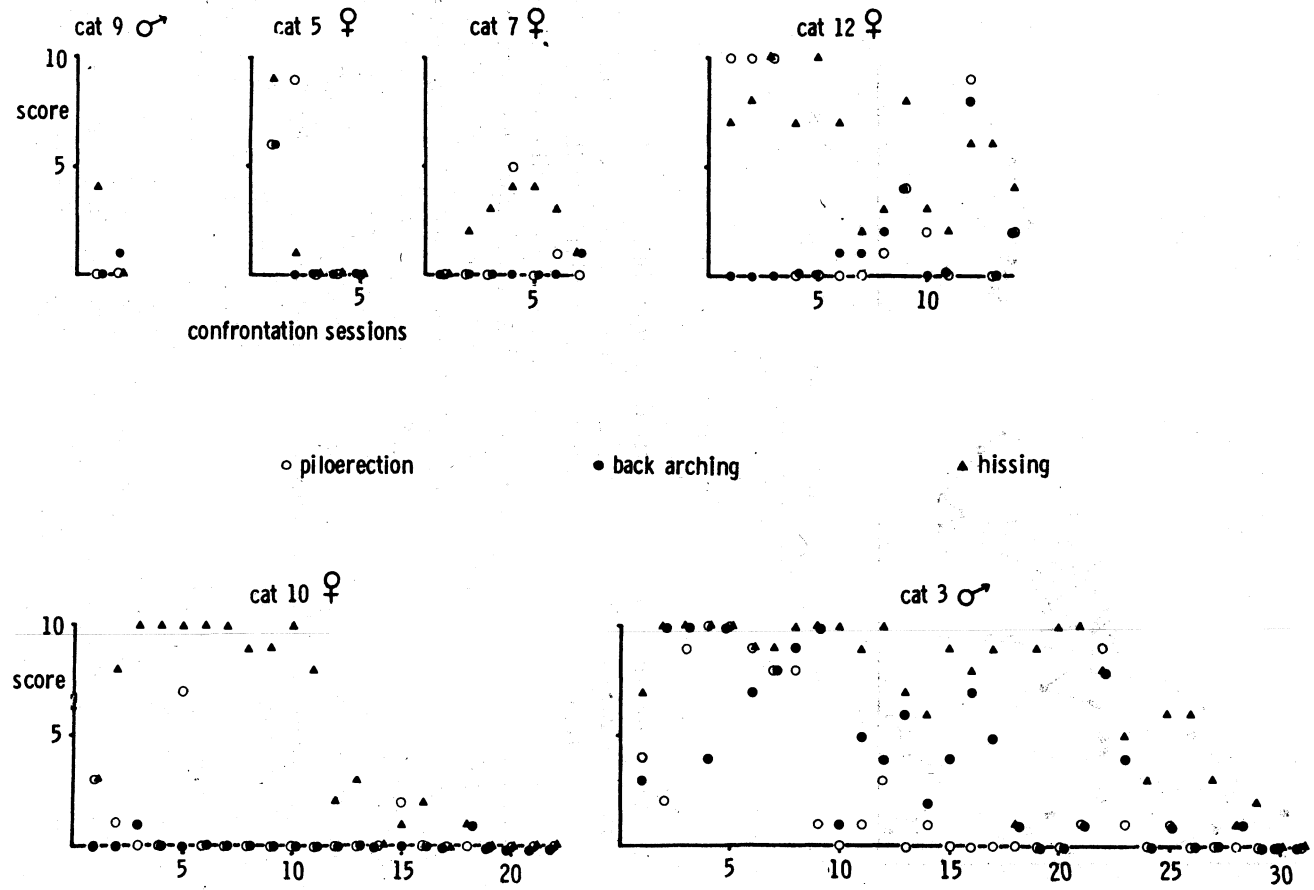 cat 9 ♂
cat 5 ♀
cat 7 ♀
cat 12 ♀
10
score
5
5
5
5
10
confrontation sessions
○ piloerection
● back arching
▲ hissing
cat 10 ♀
cat 3 ♂
10
score
5
5
10
15
20
5
10
15
20
25
30